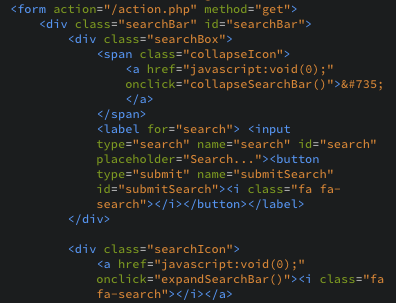 <form action="/action.php" method="get">
<div class="searchBar" id="searchBar">
<div class="searchBox">
<span class="collapseIcon">
<a href="javascript:void(0);"
onclick="collapseSearchBar()">&#735;
</a>
</span>
<label for="search"> <input
type="search" name="search" id="search"
placeholder="Search..."><button
type="submit" name="submitSearch"
id="submitSearch"><i class="fa fa-
search"></i></button></label>
</div>
<div class="searchIcon">
<a href="javascript:void(0);"
onclick="expandSearchBar()"><i class="fa
fa-search"></i></a>